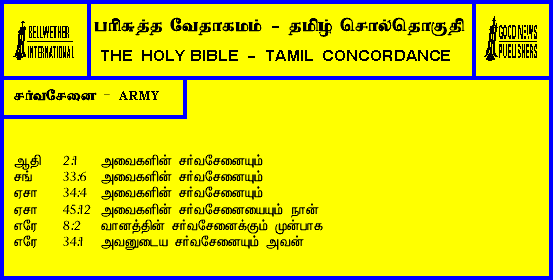 BELLWETHER
INTERNATIONAL
பரிசுத்த வேதாகமம் - தமிழ் சொல்தொகுதி
THE HOLY BIBLE - TAMIL CONCORDANCE
GOOD NEWS
PUBLISHERS
சர்வசேனை - ARMY
ஆதி 2:1 அவைகளின் சர்வசேனையும்
சங் 33:6 அவைகளின் சர்வசேனையும்
ஏசா 34:4 அவைகளின் சர்வசேனையும்
ஏசா 45:12 அவைகளின் சர்வசேனையையும் நான்
எரே 8:2 வானத்தின் சர்வசேனைக்கும் முன்பாக
எரே 34:1 அவனுடைய சர்வசேனையும் அவன்